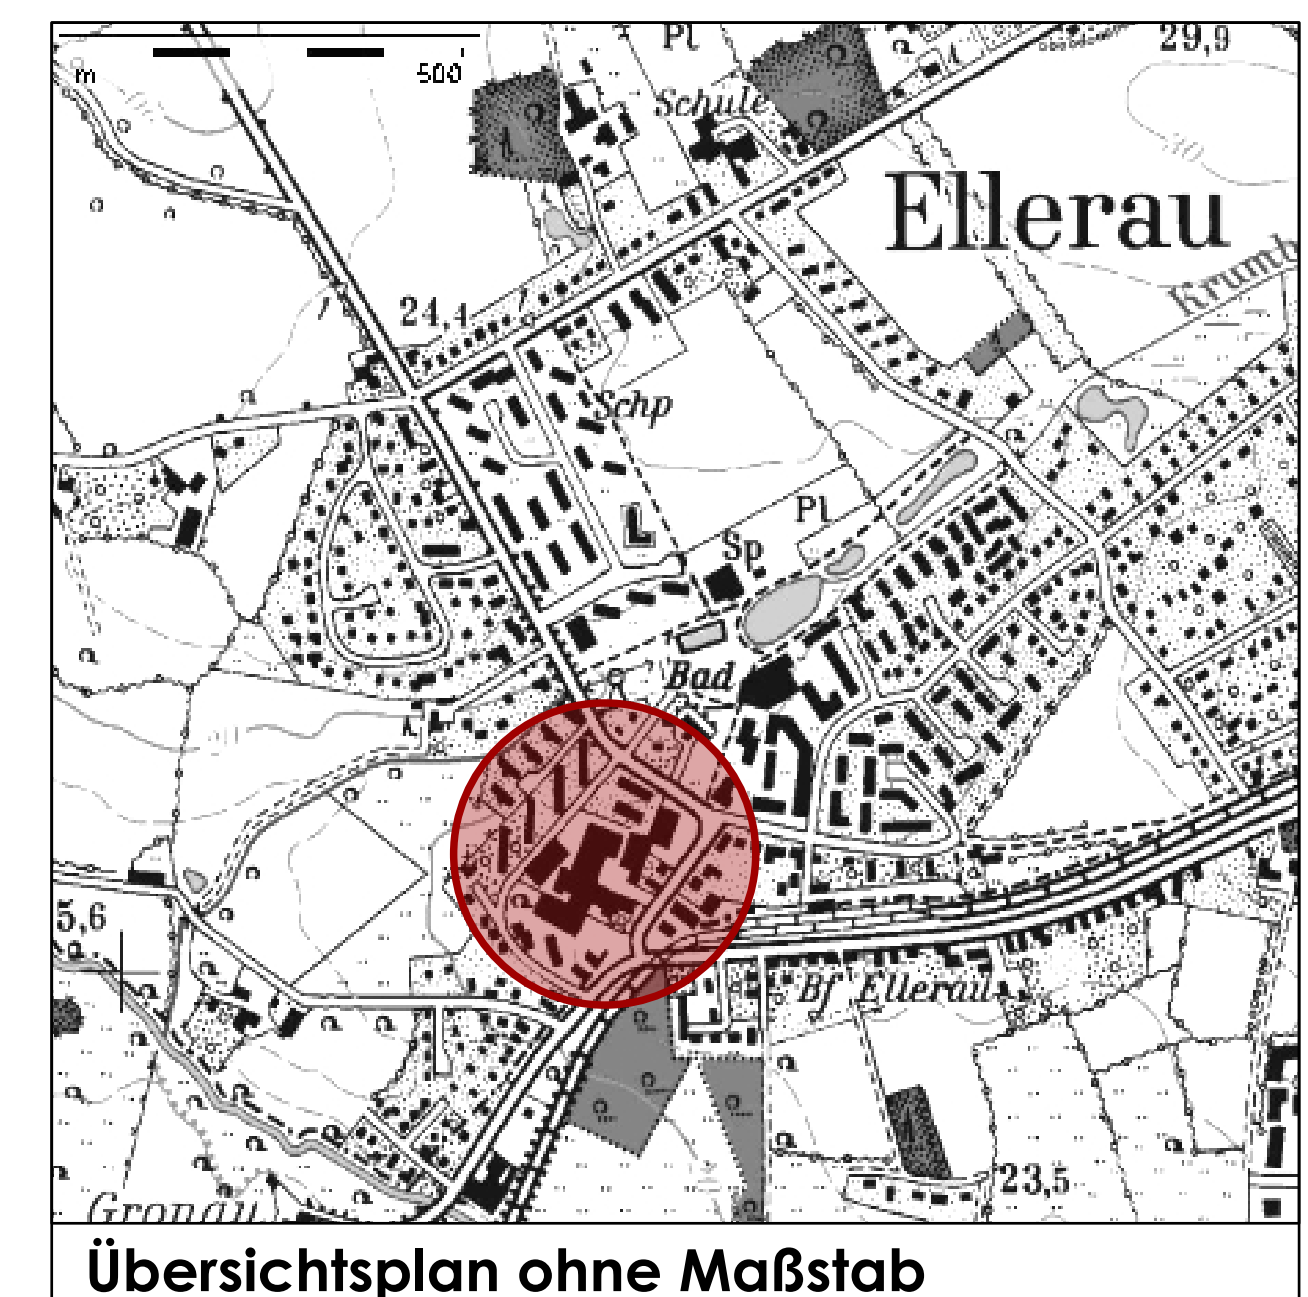 Pl
29,9
m
500
Schule
Ellerau
30
Krumb
24,4
Schp
Pl
Sp
Bad
5,6
Bf Ellerau
23,5
Gronau
Übersichtsplan ohne Maßstab